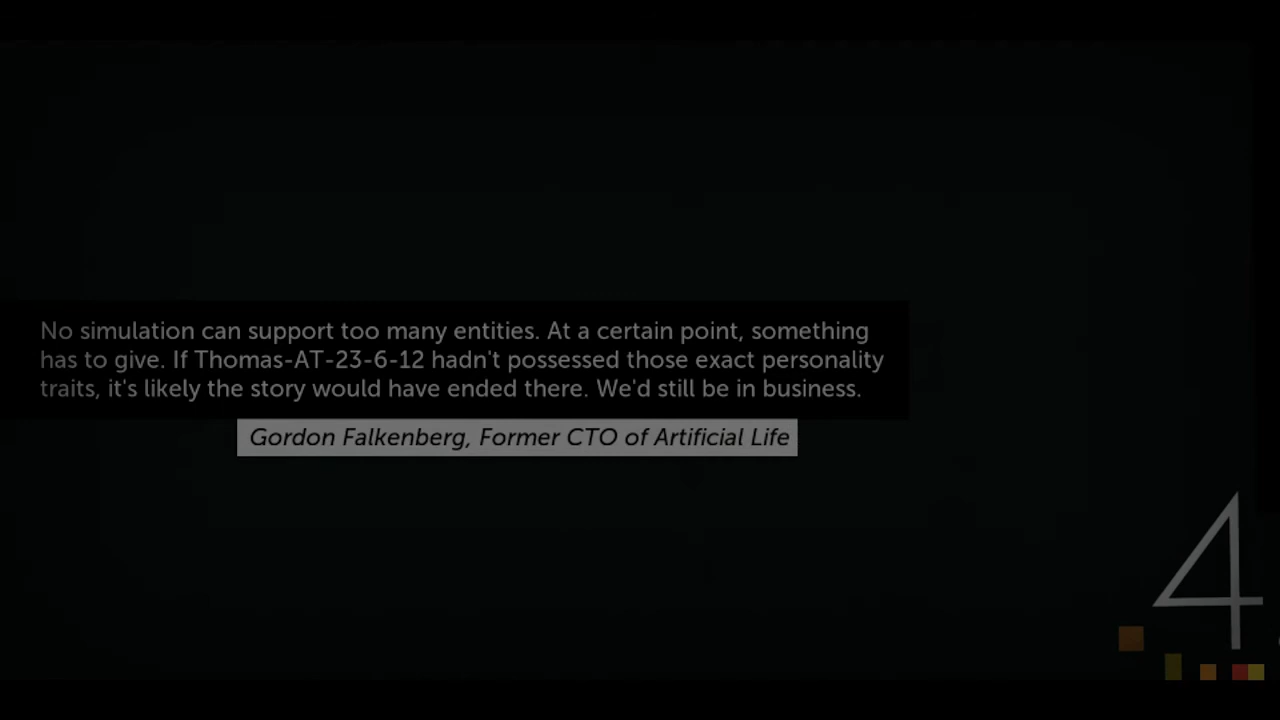 No simulation can support too many entities. At a certain point, something
has to give. If Thomas-AT-23-6-12 hadn't possessed those exact personality
traits, it's likely the story would have ended there. We'd still be in business.
Gordon Falkenberg, Former CTO of Artificial Life
4